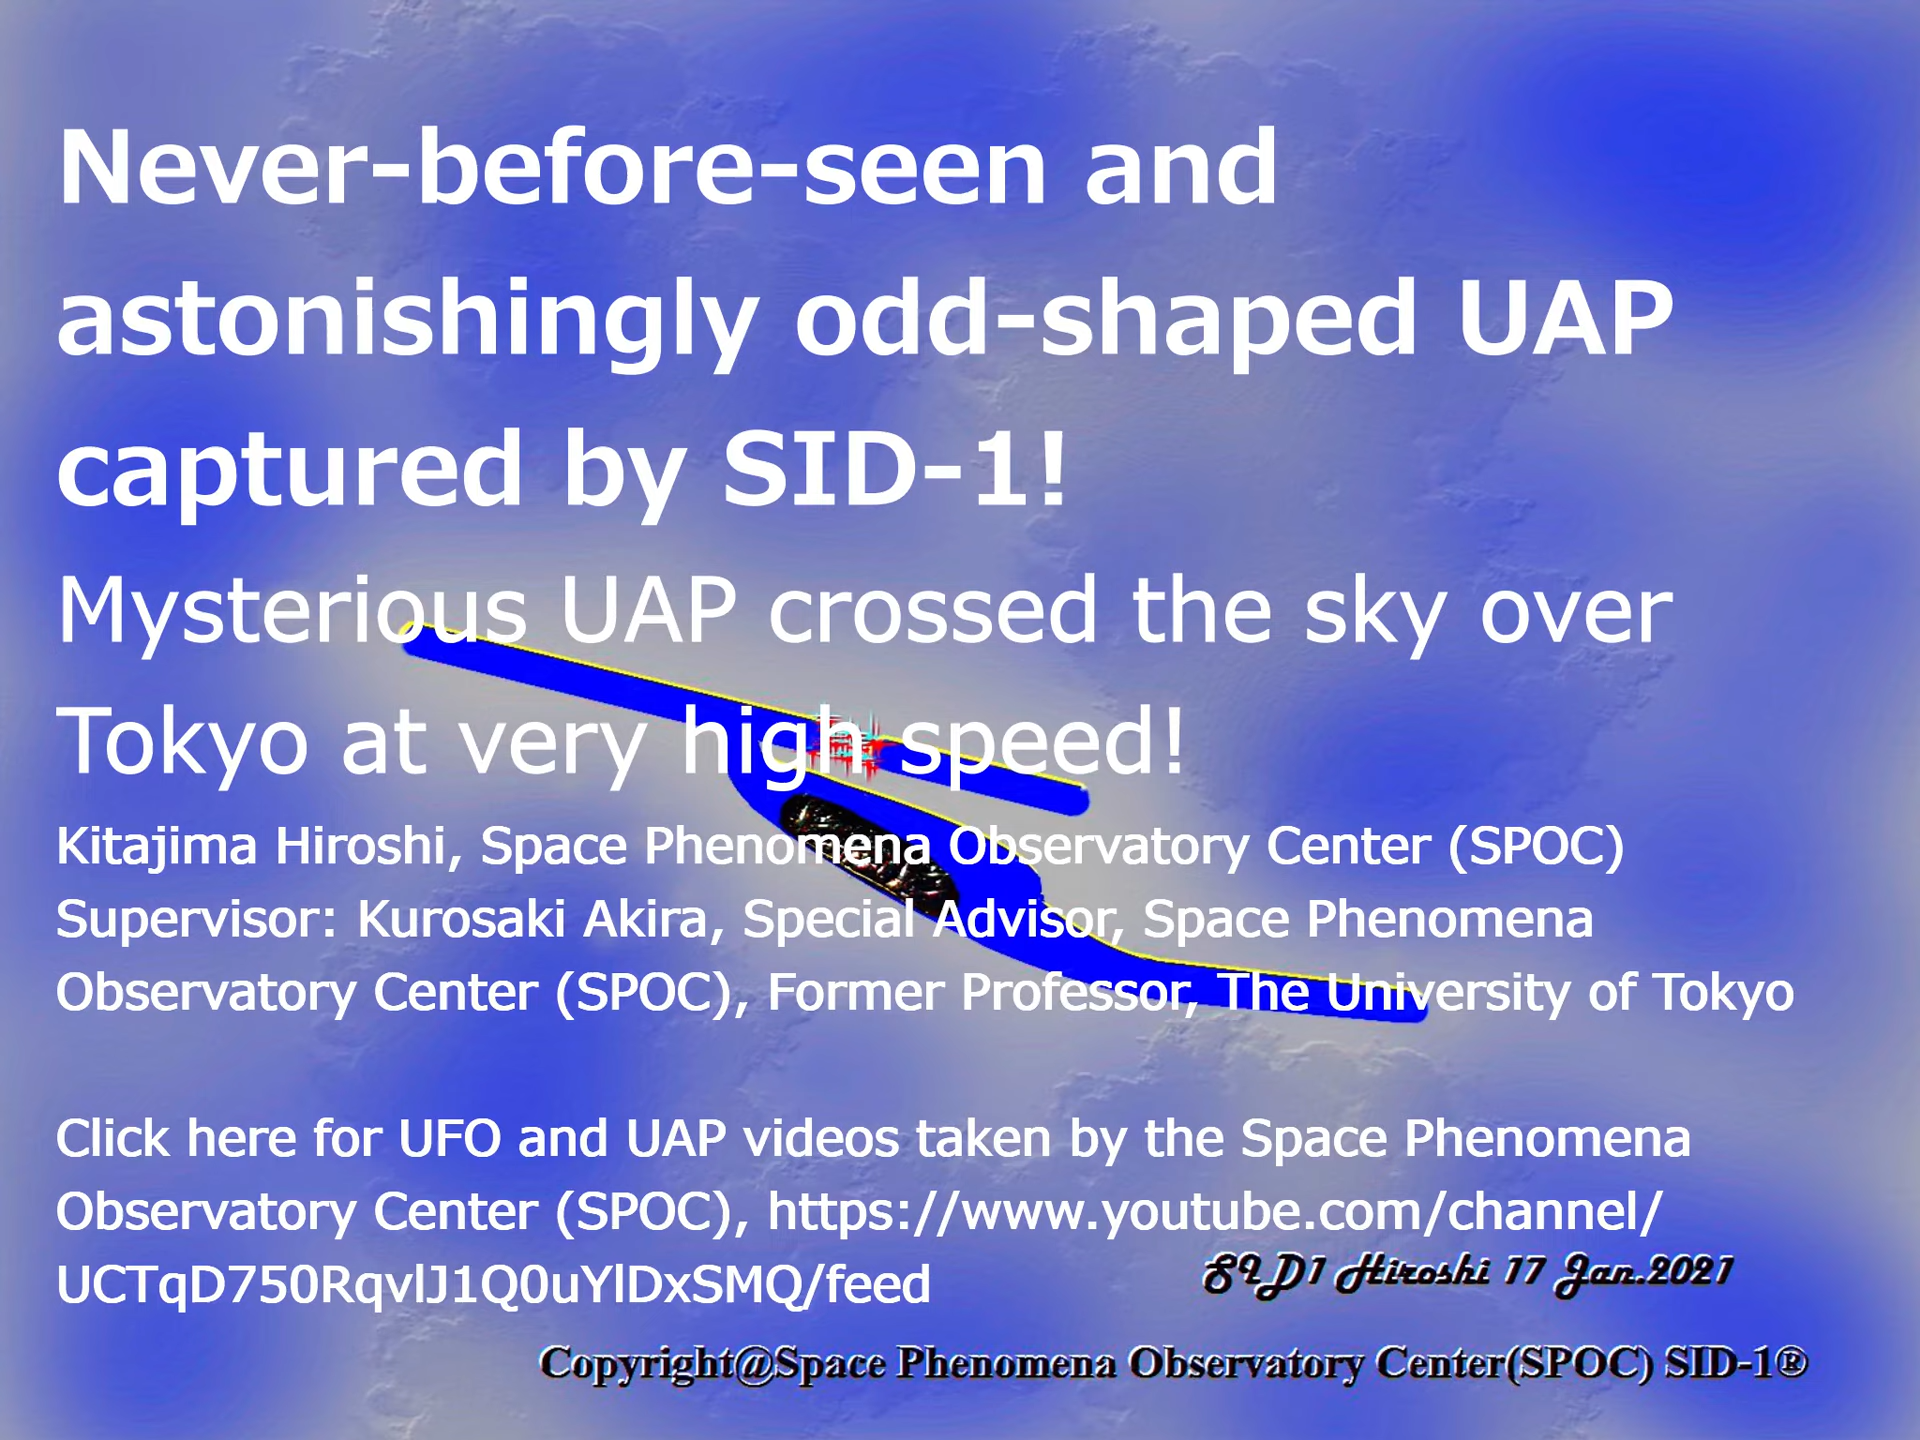 Never-before-seen and
astonishingly odd-shaped UAP
captured by SID-1!
Mysterious UAP crossed the sky over
Tokyo at very high speed!
Kitajima Hiroshi, Space Phenomena Observatory Center (SPOC)
Supervisor: Kurosaki Akira, Special Advisor, Space Phenomena
Observatory Center (SPOC), Former Professor, The University of Tokyo
Click here for UFO and UAP videos taken by the Space Phenomena
Observatory Center (SPOC), https://www.youtube.com/channel/
UCTqD750RqvlJ1Q0uYlDxSMQ/feed
SID1 Hiroshi 17 Jan.2021
Copyright@Space Phenomena Observatory Center(SPOC) SID-1®